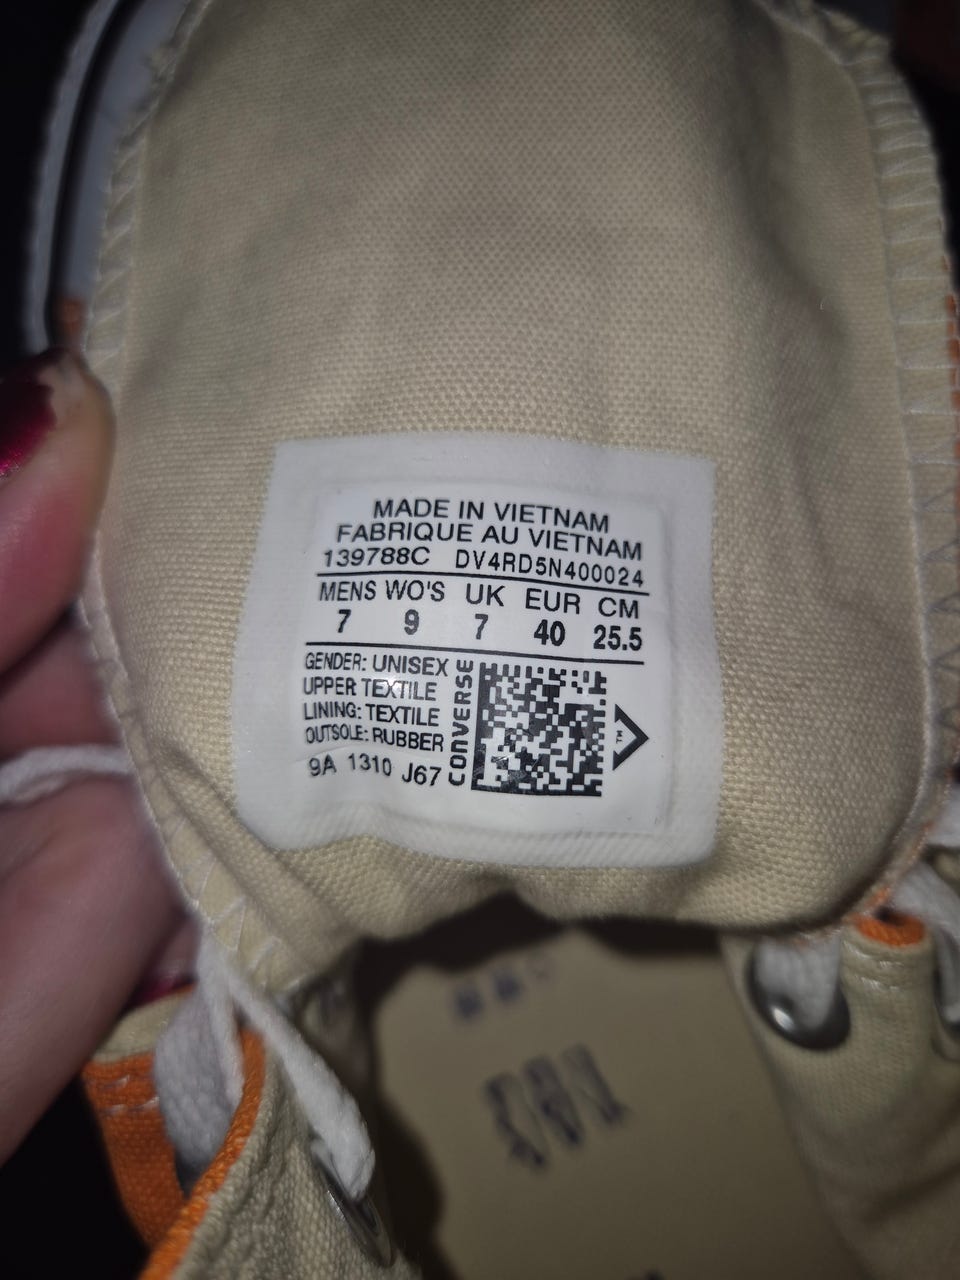 MADE IN VIETNAM
FABRIQUE AU VIETNAM
139788C DV4RD5N400024
MENS WO'S UK EUR CM
7 9 7 40 25.5
GENDER: UNISEX
UPPER TEXTILE
LINING: TEXTILE
OUTSOLE: RUBBER
9A 1310 J67
CONVERSE
TM